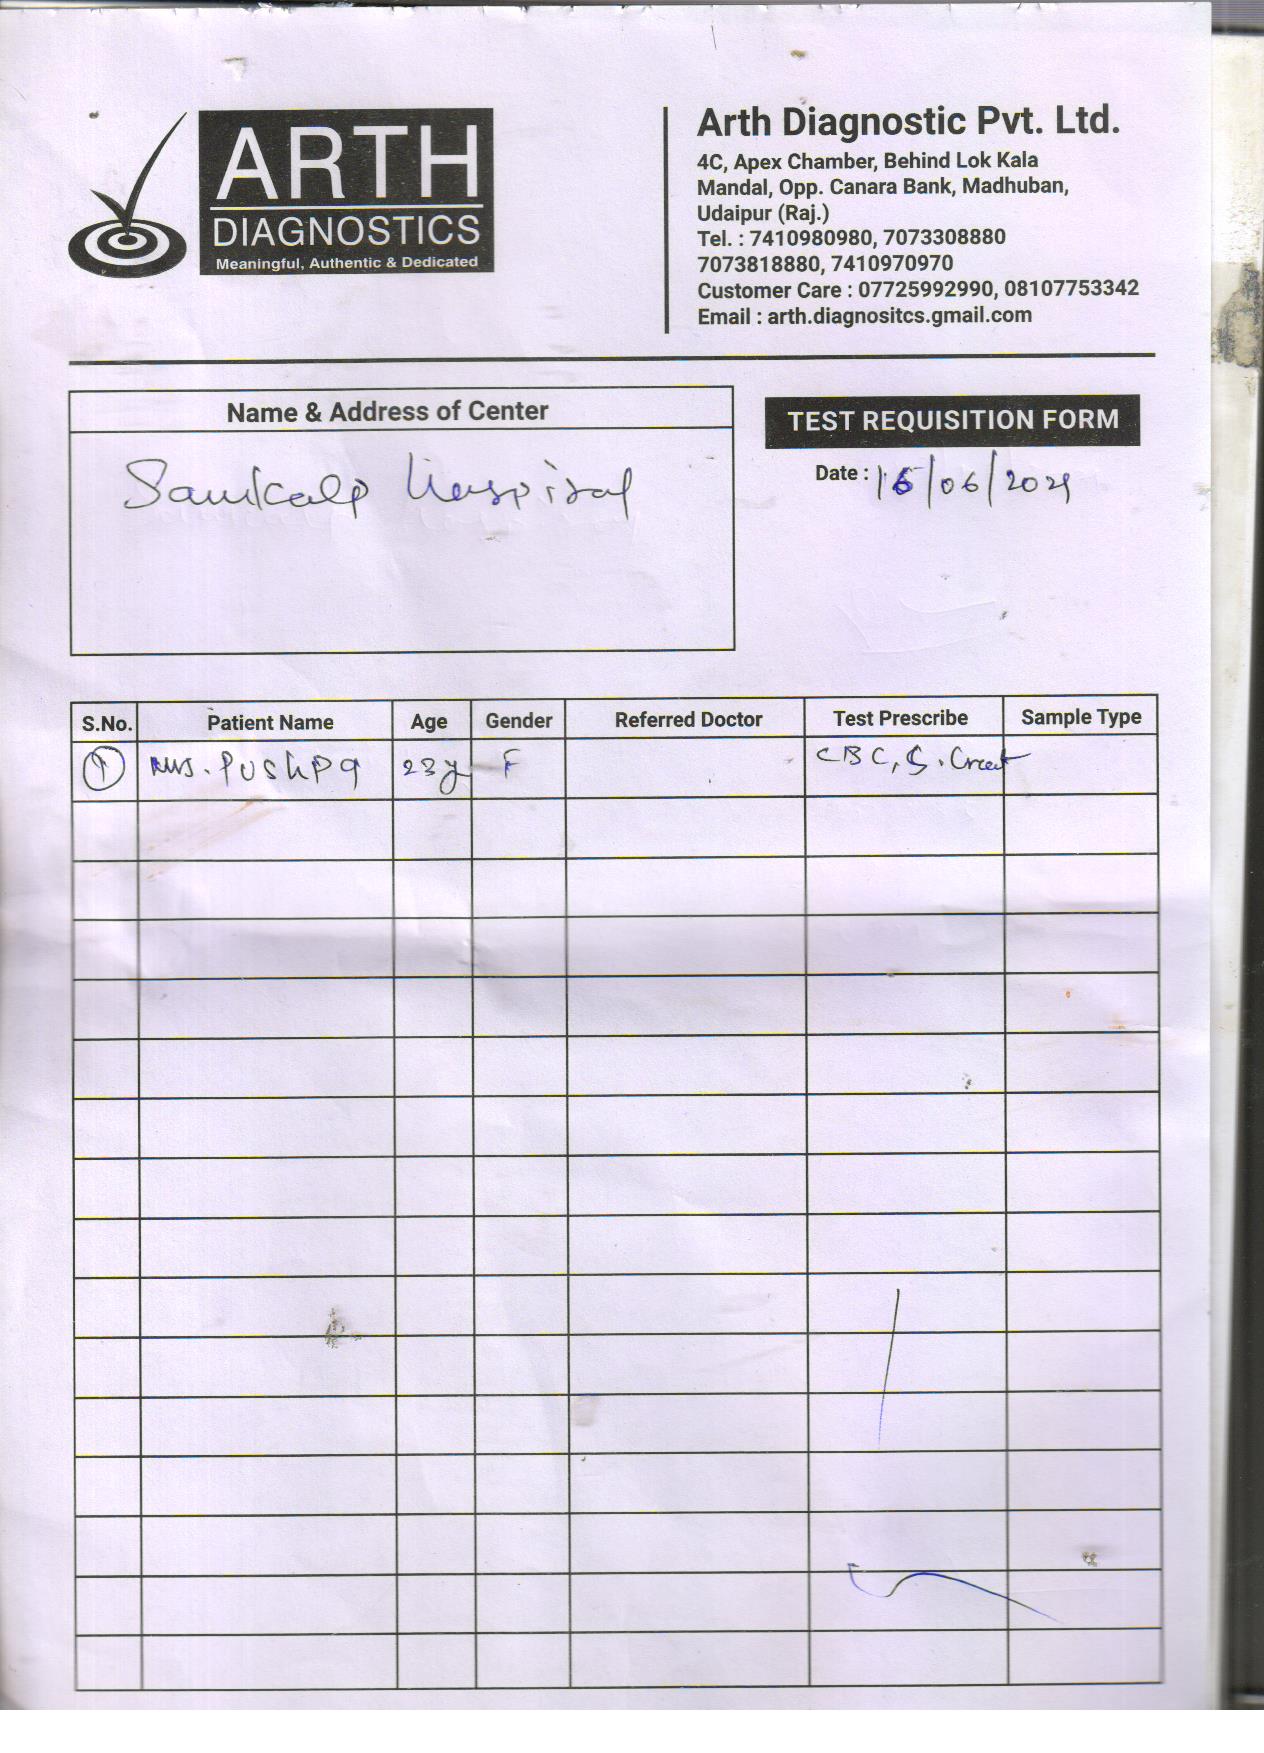 ARTH
DIAGNOSTICS
Meaningful, Authentic & Dedicated
Arth Diagnostic Pvt. Ltd.
4C, Apex Chamber, Behind Lok Kala
Mandal, Opp. Canara Bank, Madhuban,
Udaipur (Raj.)
Tel. : 7410980980, 7073308880
7073818880, 7410970970
Customer Care : 07725992990, 08107753342
Email : arth.diagnositcs.gmail.com
Name & Address of Center
Sankalp Hospital
TEST REQUISITION FORM
Date : 16/06/2021
S.No. Patient Name Age Gender Referred Doctor Test Prescribe Sample Type
1 Mrs. Pushpa 23y F CBC, S. Creat